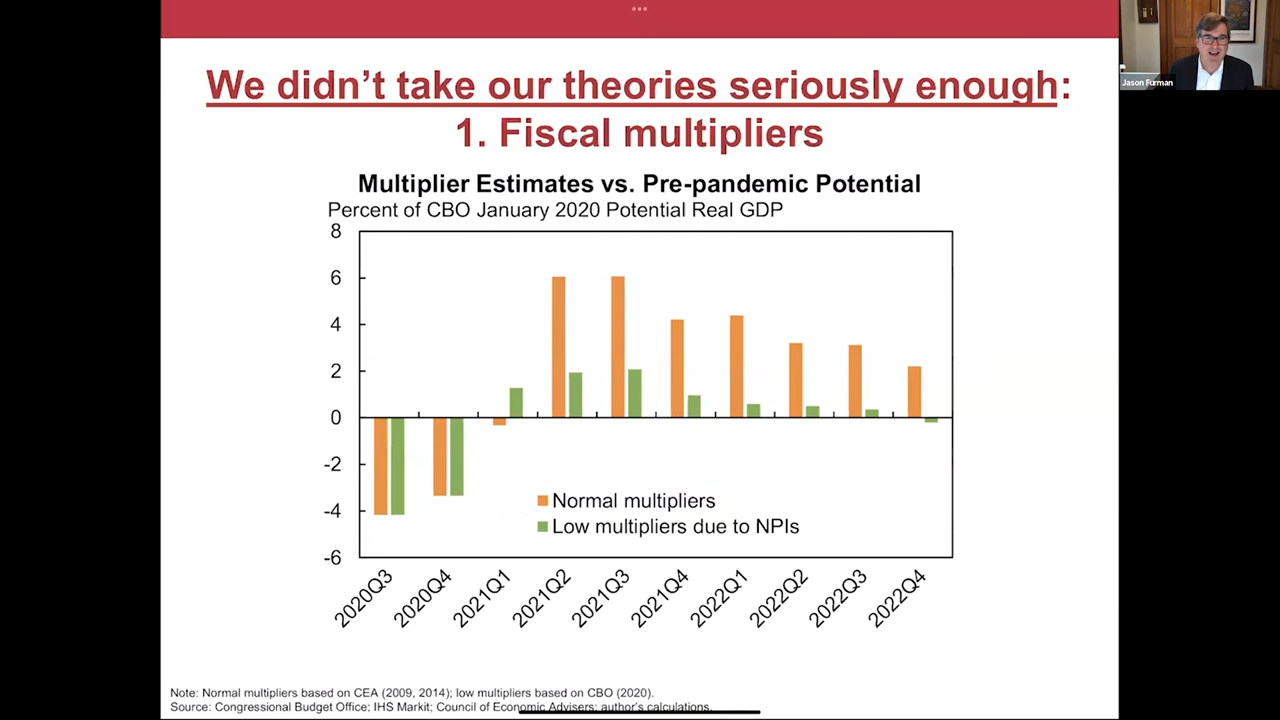 We didn't take our theories seriously enough:
1. Fiscal multipliers
Multiplier Estimates vs. Pre-pandemic Potential
Percent of CBO January 2020 Potential Real GDP
8
6
4
2
0
-2
-4
-6
Normal multipliers
Low multipliers due to NPIs
2020Q3
2020Q4
2021Q1
2021Q2
2021Q3
2021Q4
2022Q1
2022Q2
2022Q3
2022Q4
Note: Normal multipliers based on CEA (2009, 2014); low multipliers based on CBO (2020).
Source: Congressional Budget Office; IHS Markit; Council of Economic Advisers; author's calculations.
Jason Furman